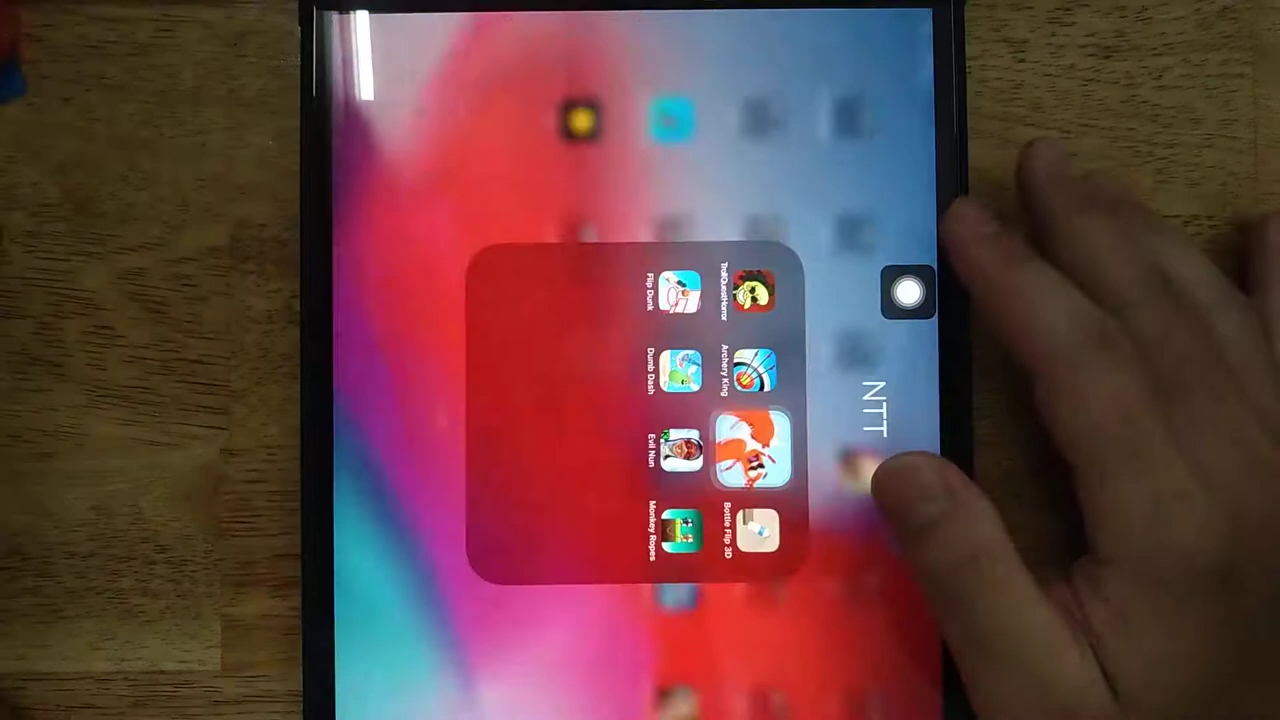 NTT
TrollQuestHorror
Archery King
Bottle Flip 3D
Flip Dunk
Dumb Dash
Evil Nun
Monkey Ropes